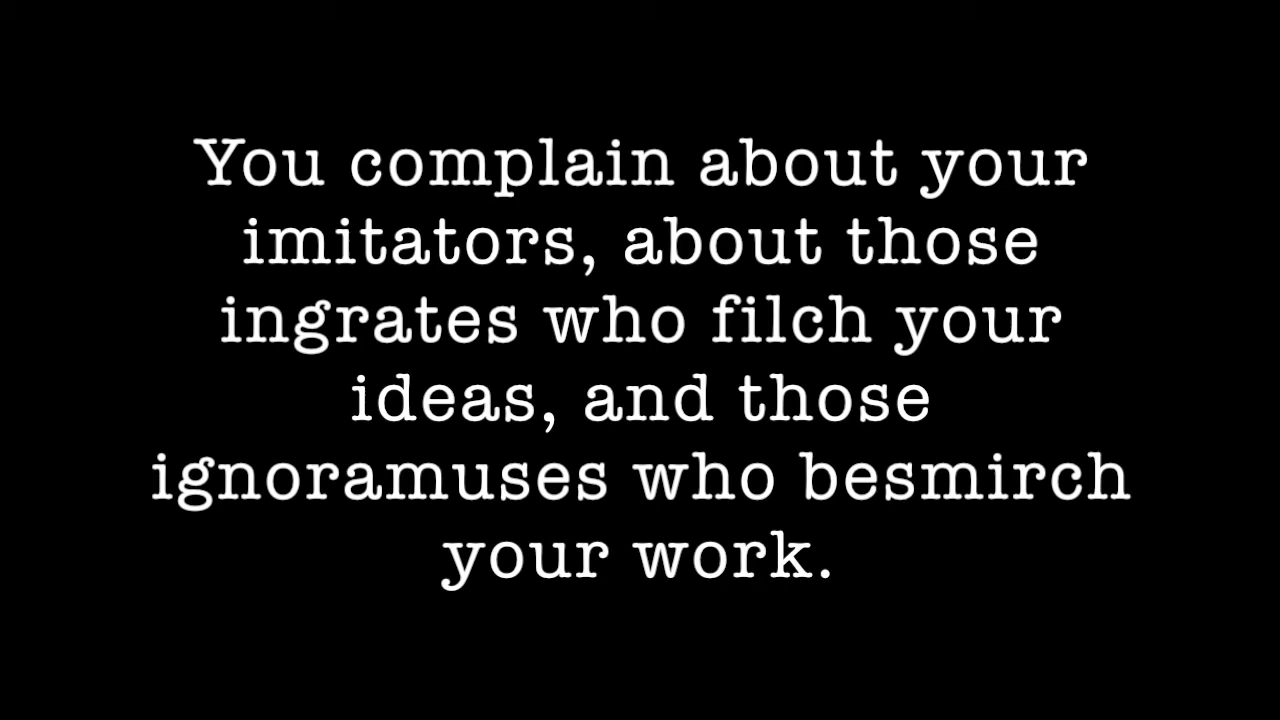 You complain about your
imitators, about those
ingrates who filch your
ideas, and those
ignoramuses who besmirch
your work.